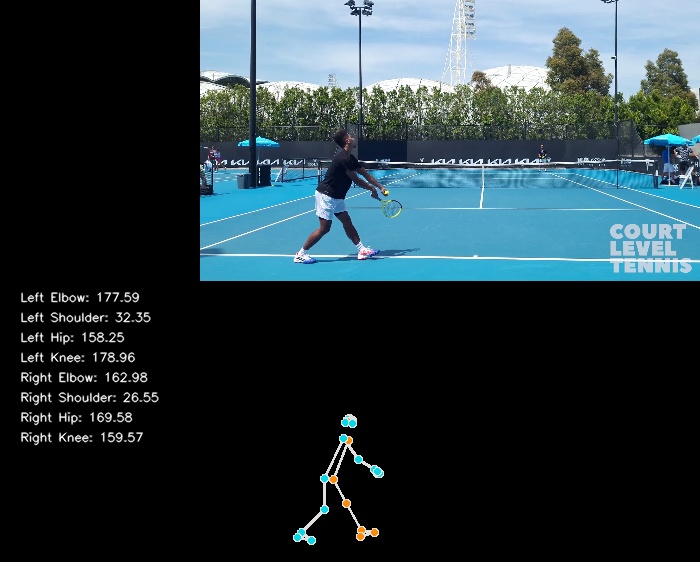 COURT
LEVEL
TENNIS
Left Elbow: 177.59
Left Shoulder: 32.35
Left Hip: 158.25
Left Knee: 178.96
Right Elbow: 162.98
Right Shoulder: 26.55
Right Hip: 169.58
Right Knee: 159.57